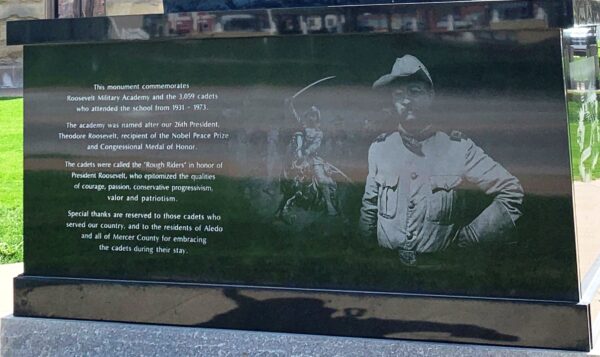 This monument commemorates
Roosevelt Military Academy and the 3,059 cadets
who attended the school from 1931 - 1973.
The academy was named after our 26th President,
Theodore Roosevelt, recipient of the Nobel Peace Prize
and Congressional Medal of Honor.
The cadets were called the "Rough Riders" in honor of
President Roosevelt, who epitomized the qualities
of courage, passion, conservative progressivism,
valor and patriotism.
Special thanks are reserved to those cadets who
served our country, and to the residents of Aledo
and all of Mercer County for embracing
the cadets during their stay.